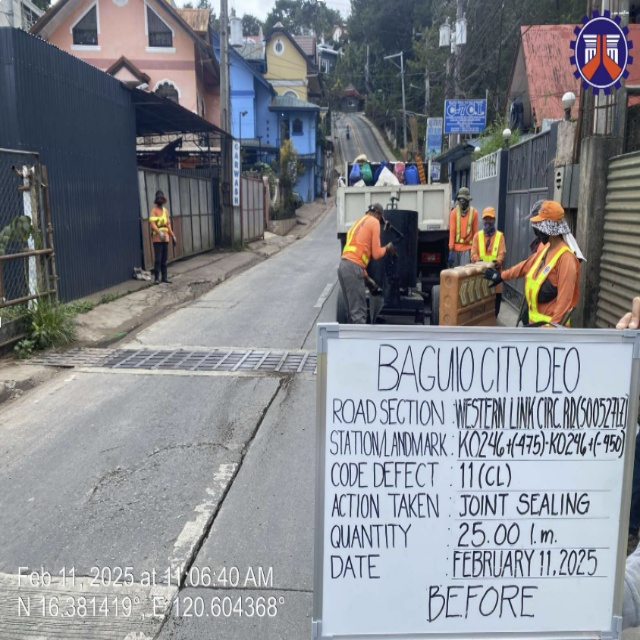 CARWASH
BAGUIO CITY DEO
ROAD SECTION : WESTERN LINK CIRC. RD(S00527BJ)
STATION/LANDMARK : K0246+(-475)-K0246+(-950)
CODE DEFECT : 11(CL)
ACTION TAKEN : JOINT SEALING
QUANTITY : 25.00 l.m.
DATE : FEBRUARY 11, 2025
BEFORE
Feb 11, 2025 at 11:06:40 AM
N 16.381419°, E 120.604368°